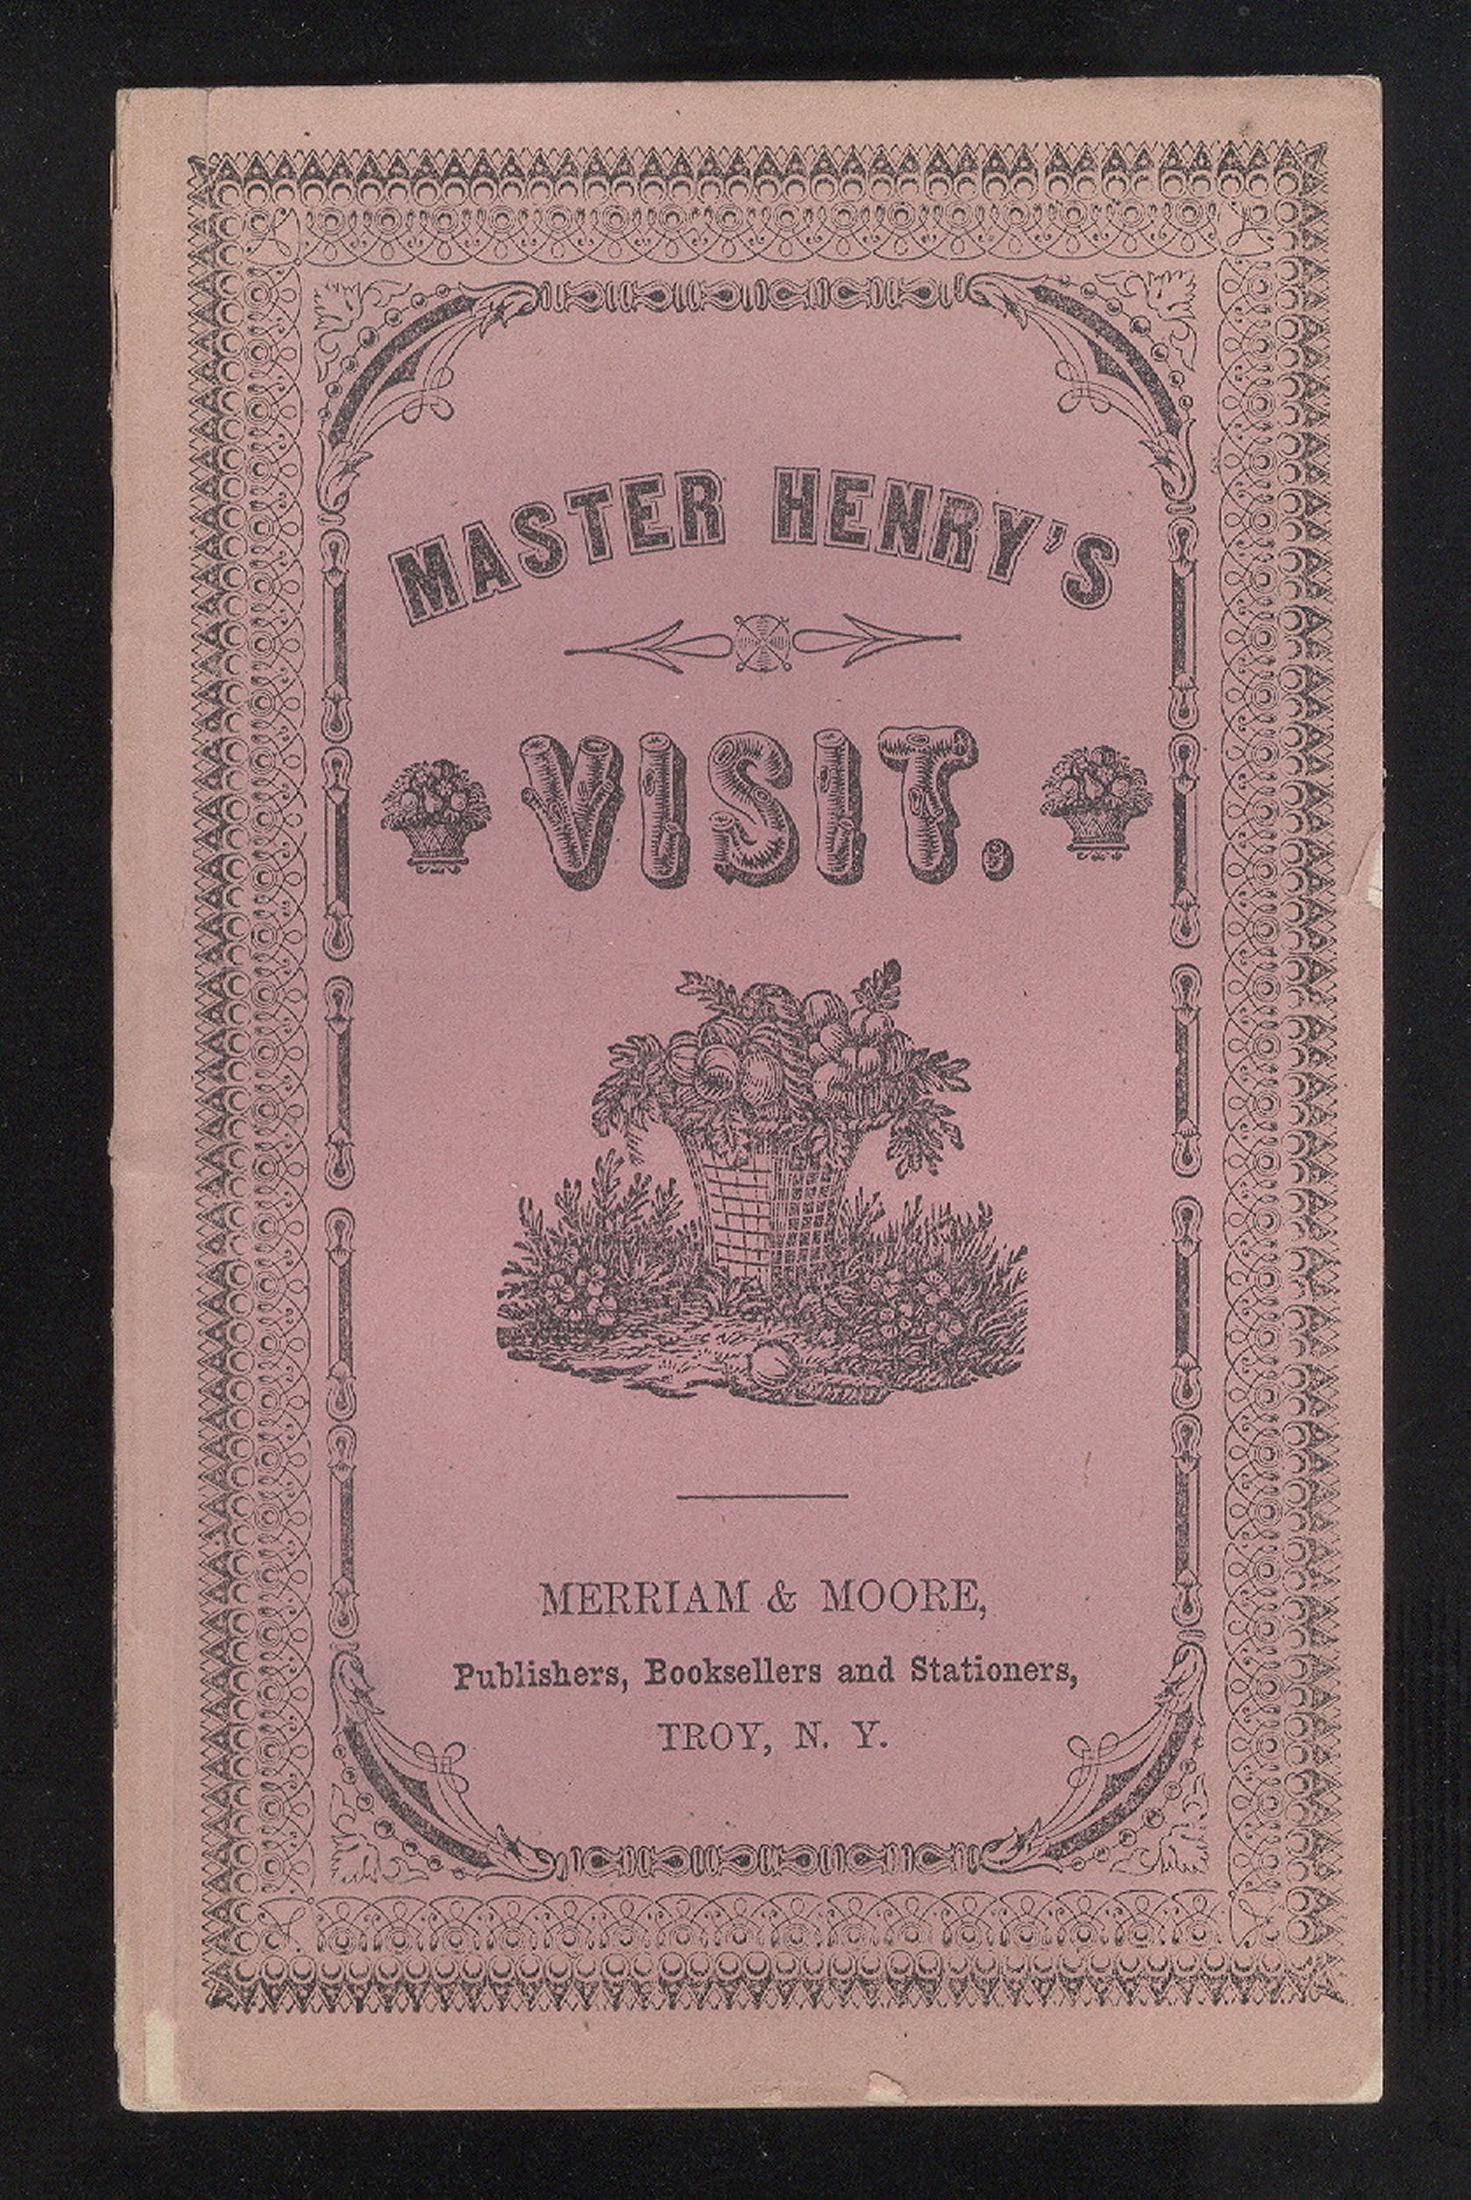 MASTER HENRY'S
VISIT.
MERRIAM & MOORE,
Publishers, Booksellers and Stationers,
TROY, N. Y.